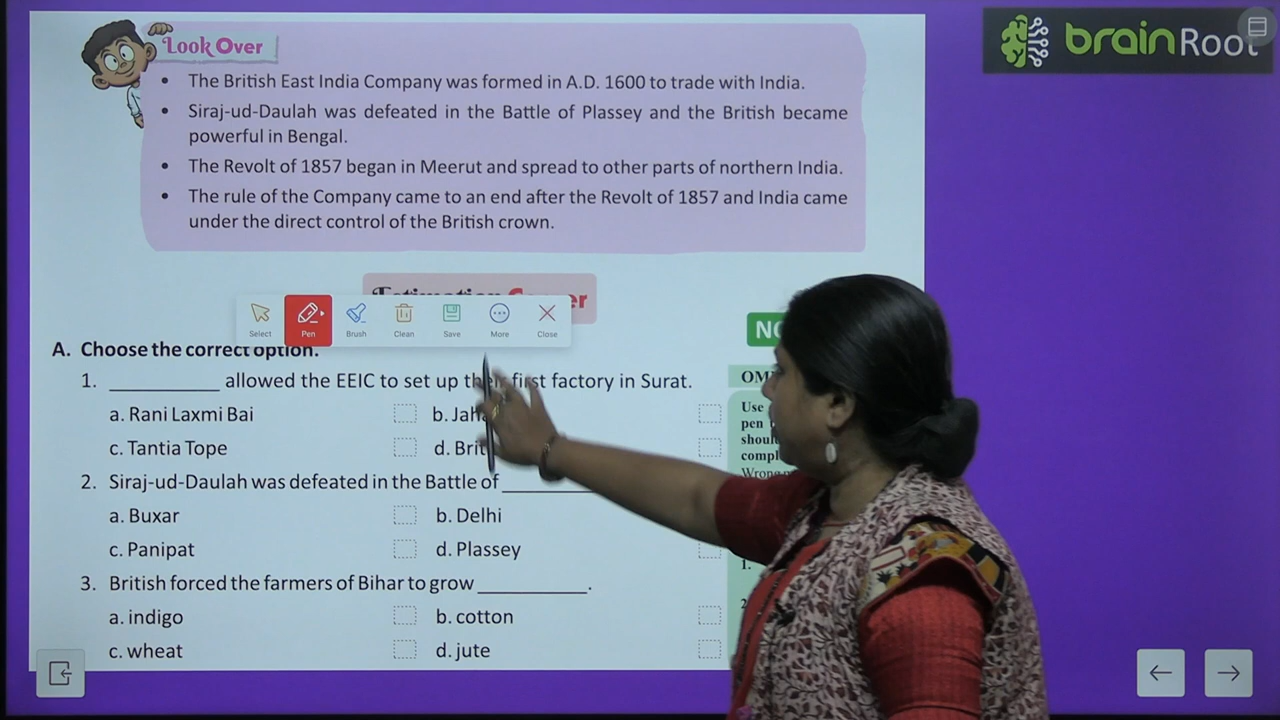 Look Over
brainRoot
• The British East India Company was formed in A.D. 1600 to trade with India.
• Siraj-ud-Daulah was defeated in the Battle of Plassey and the British became
powerful in Bengal.
• The Revolt of 1857 began in Meerut and spread to other parts of northern India.
• The rule of the Company came to an end after the Revolt of 1857 and India came
under the direct control of the British crown.
Select
Pen
Brush
Clean
Save
More
Close
A. Choose the correct option.
1. __________ allowed the EEIC to set up their first factory in Surat.
a. Rani Laxmi Bai
b.
c. Tantia Tope
d.
2. Siraj-ud-Daulah was defeated in the Battle of ________
a. Buxar
b. Delhi
c. Panipat
d. Plassey
3. British forced the farmers of Bihar to grow __________.
a. indigo
b. cotton
c. wheat
d. jute
Use
pen
1.